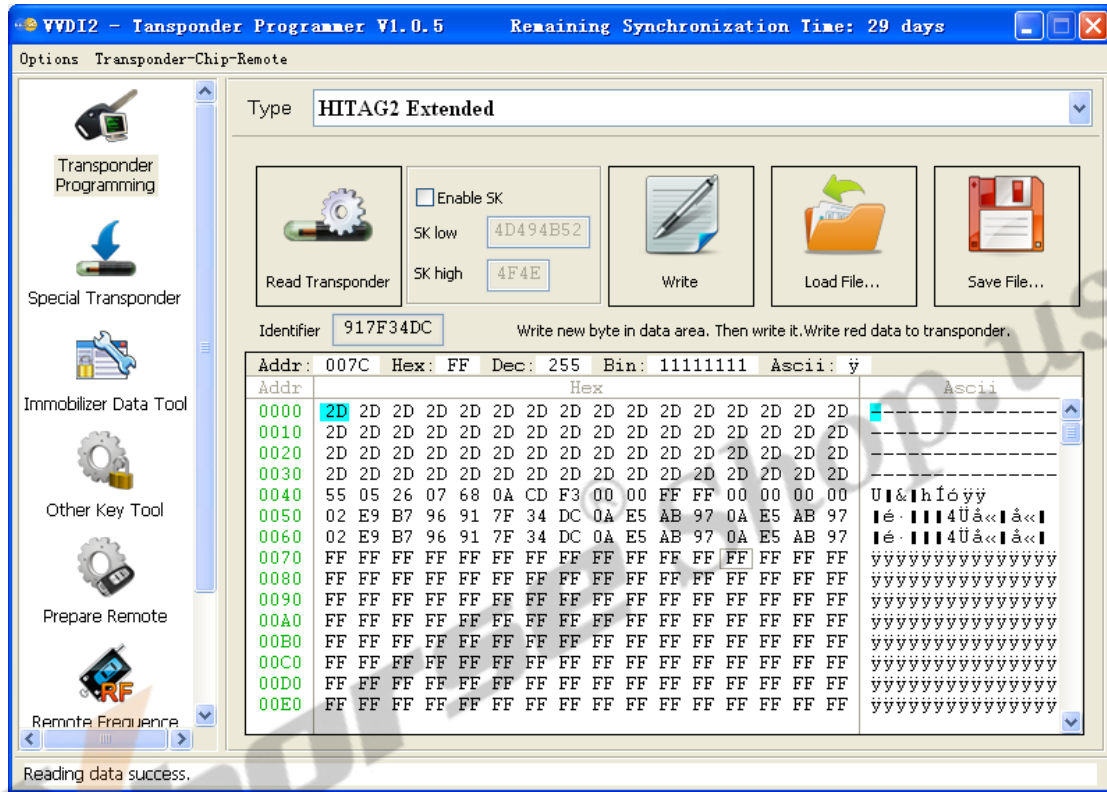 VVDI2 - Tansponder Programmer V1.0.5 Remaining Synchronization Time: 29 days
Options Transponder-Chip-Remote
Transponder
Programming
Special Transponder
Immobilizer Data Tool
Other Key Tool
Prepare Remote
RF
Remote Frequence
Type HITAG2 Extended
Read Transponder
Enable SK
SK low 4D494B52
SK high 4F4E
Write
Load File...
Save File...
Identifier 917F34DC Write new byte in data area. Then write it.Write red data to transponder.
Addr: 007C Hex: FF Dec: 255 Bin: 11111111 Ascii: ÿ
Addr Hex Ascii
0000 2D 2D 2D 2D 2D 2D 2D 2D 2D 2D 2D 2D 2D 2D 2D 2D ----------------
0010 2D 2D 2D 2D 2D 2D 2D 2D 2D 2D 2D 2D 2D 2D 2D 2D ----------------
0020 2D 2D 2D 2D 2D 2D 2D 2D 2D 2D 2D 2D 2D 2D 2D 2D ----------------
0030 2D 2D 2D 2D 2D 2D 2D 2D 2D 2D 2D 2D 2D 2D 2D 2D ----------------
0040 55 05 26 07 68 0A CD F3 00 00 FF FF 00 00 00 00 U▮&▮hÍóÿÿ
0050 02 E9 B7 96 91 7F 34 DC 0A E5 AB 97 0A E5 AB 97 ▮é·▮▮▮4Üå«▮å«▮
0060 02 E9 B7 96 91 7F 34 DC 0A E5 AB 97 0A E5 AB 97 ▮é·▮▮▮4Üå«▮å«▮
0070 FF FF FF FF FF FF FF FF FF FF FF FF FF FF FF FF ÿÿÿÿÿÿÿÿÿÿÿÿÿÿÿÿ
0080 FF FF FF FF FF FF FF FF FF FF FF FF FF FF FF FF ÿÿÿÿÿÿÿÿÿÿÿÿÿÿÿÿ
0090 FF FF FF FF FF FF FF FF FF FF FF FF FF FF FF FF ÿÿÿÿÿÿÿÿÿÿÿÿÿÿÿÿ
00A0 FF FF FF FF FF FF FF FF FF FF FF FF FF FF FF FF ÿÿÿÿÿÿÿÿÿÿÿÿÿÿÿÿ
00B0 FF FF FF FF FF FF FF FF FF FF FF FF FF FF FF FF ÿÿÿÿÿÿÿÿÿÿÿÿÿÿÿÿ
00C0 FF FF FF FF FF FF FF FF FF FF FF FF FF FF FF FF ÿÿÿÿÿÿÿÿÿÿÿÿÿÿÿÿ
00D0 FF FF FF FF FF FF FF FF FF FF FF FF FF FF FF FF ÿÿÿÿÿÿÿÿÿÿÿÿÿÿÿÿ
00E0 FF FF FF FF FF FF FF FF FF FF FF FF FF FF FF FF ÿÿÿÿÿÿÿÿÿÿÿÿÿÿÿÿ
Reading data success.
horse® Shop.us